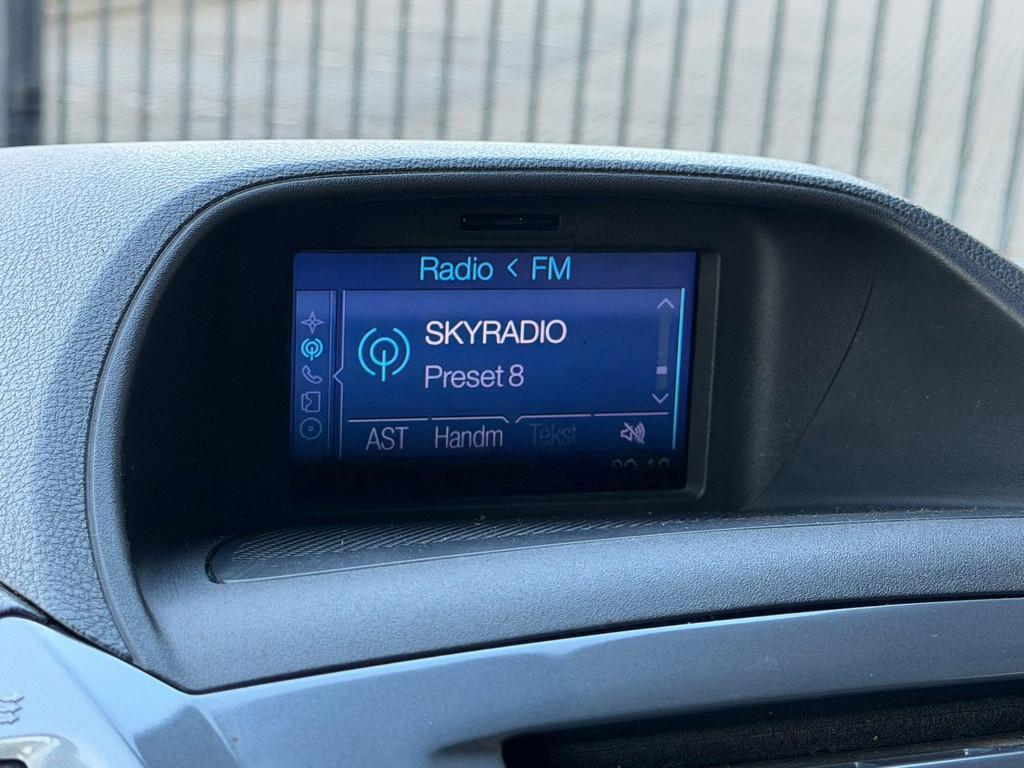 Radio < FM
SKYRADIO
Preset 8
AST Handm Tekst